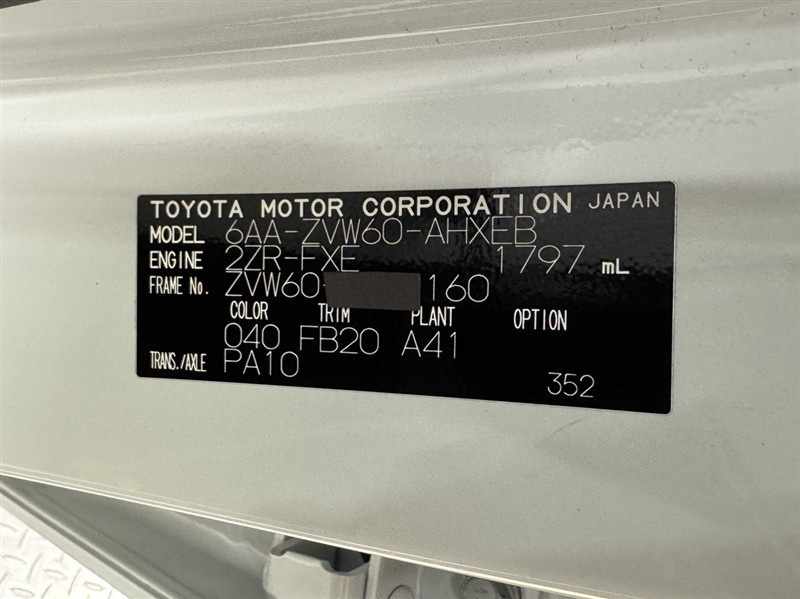 TOYOTA MOTOR CORPORATION JAPAN
MODEL 6AA-ZVW60-AHXEB
ENGINE 2ZR-FXE 1797 mL
FRAME No. ZVW60- 160
COLOR TRIM PLANT OPTION
040 FB20 A41
TRANS./AXLE PA10
352